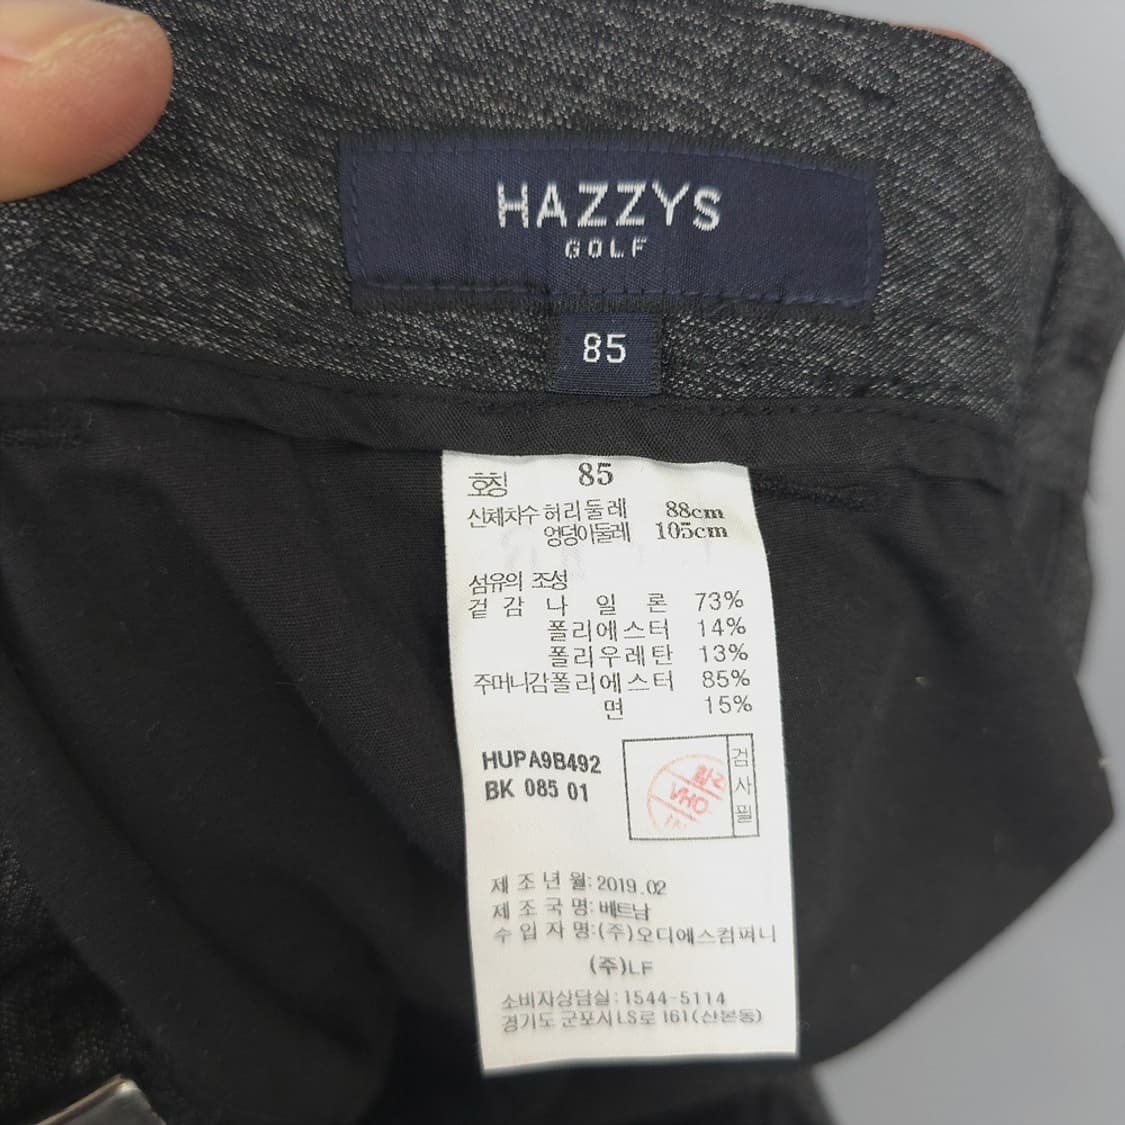 HAZZYS
GOLF
85
호칭 85
신체치수 허리둘레 88cm
엉덩이둘레 105cm
섬유의 조성
겉감 나일론 73%
폴리에스터 14%
폴리우레탄 13%
주머니감 폴리에스터 85%
면 15%
HUPA9B492
BK 085 01
검사필
VHO
제조년월: 2019.02
제조국명: 베트남
수입자명: (주)오디에스컴퍼니
(주)LF
소비자상담실: 1544-5114
경기도 군포시 LS로 161(산본동)